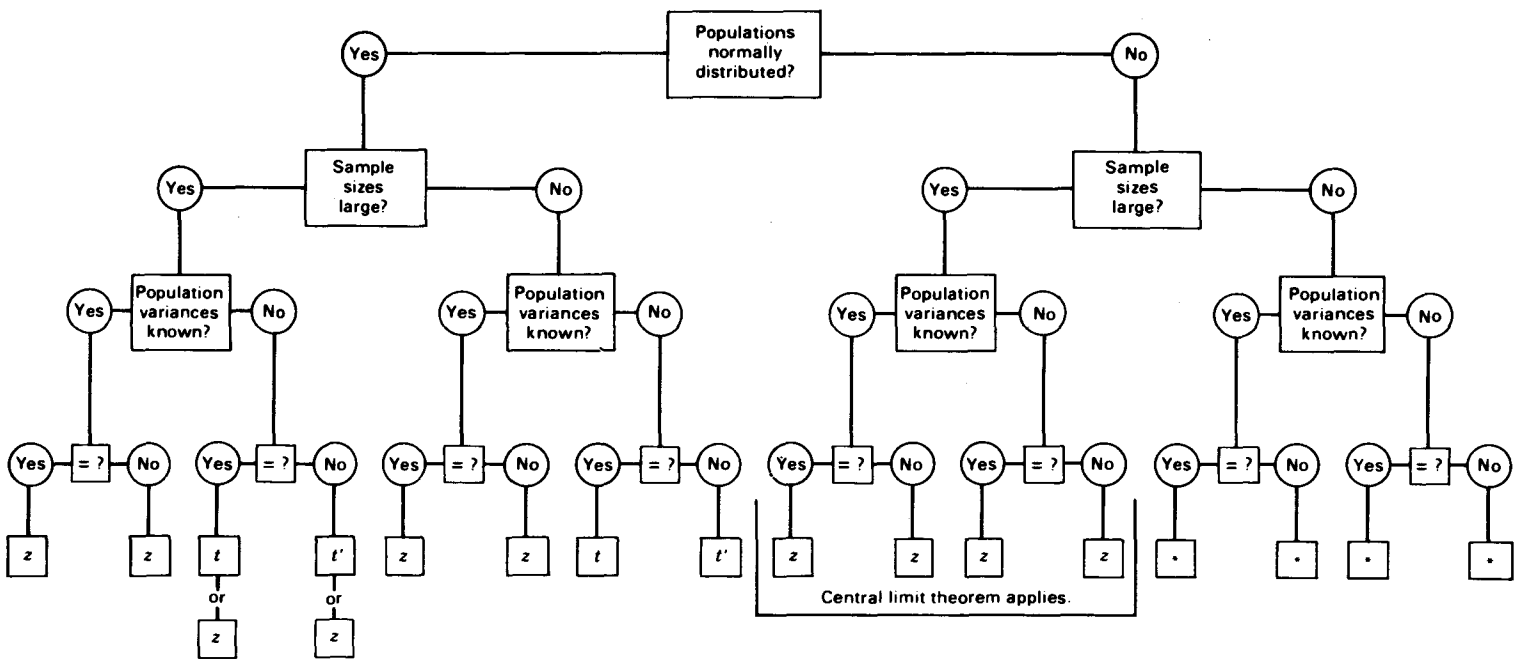 Populations
normally
distributed?
Yes
No
Sample
sizes
large?
Sample
sizes
large?
Yes
No
Yes
No
Population
variances
known?
Population
variances
known?
Population
variances
known?
Population
variances
known?
Yes
No
Yes
No
Yes
No
Yes
No
Yes = ? No
Yes = ? No
Yes = ? No
Yes = ? No
Yes = ? No
Yes = ? No
Yes = ? No
Yes = ? No
z z t t' z z t t' z z z z * * * *
or or
z z
Central limit theorem applies.